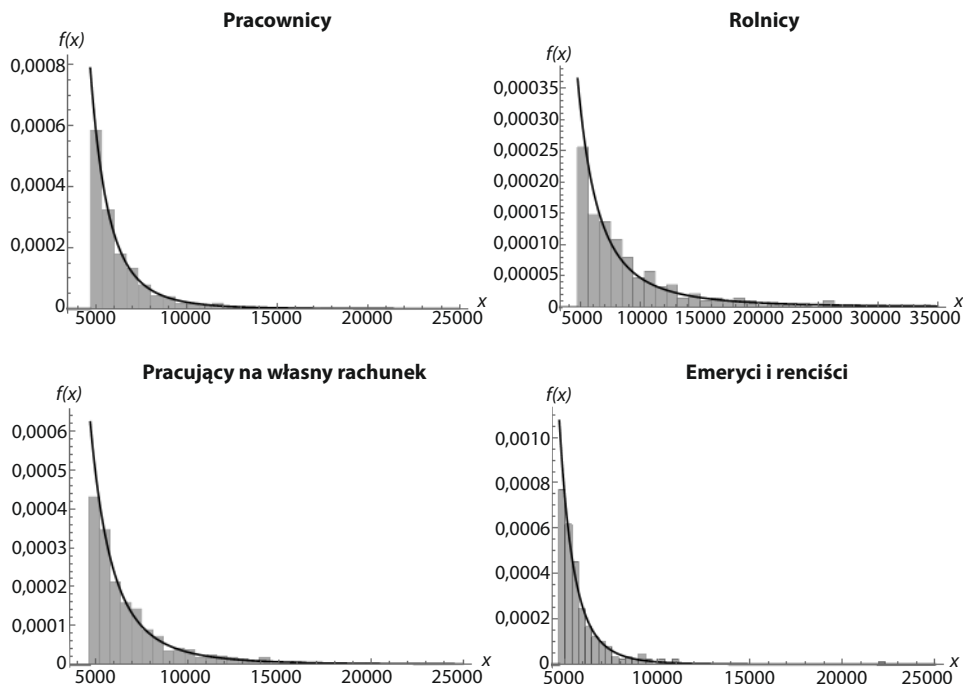 Pracownicy
f(x)
0,0008
0,0006
0,0004
0,0002
0
5000 10000 15000 20000 25000
x
Rolnicy
f(x)
0,00035
0,00030
0,00025
0,00020
0,00015
0,00010
0,00005
0
5000 10000 15000 20000 25000 30000 35000
x
Pracujący na własny rachunek
f(x)
0,0006
0,0005
0,0004
0,0003
0,0002
0,0001
0
5000 10000 15000 20000 25000
x
Emeryci i renciści
f(x)
0,0010
0,0008
0,0006
0,0004
0,0002
0
5000 10000 15000 20000 25000
x